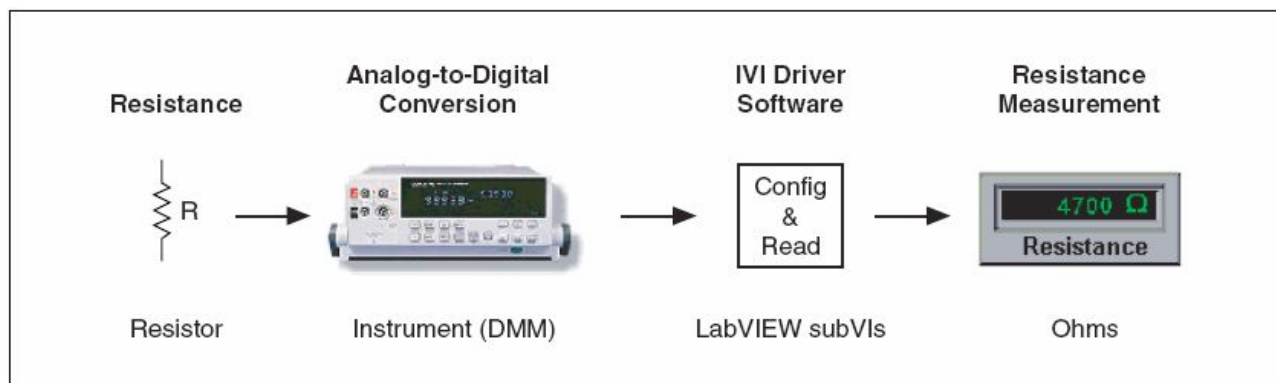 Resistance
Analog-to-Digital
Conversion
IVI Driver
Software
Resistance
Measurement
R
Config
&
Read
4700 Ω
Resistance
Resistor
Instrument (DMM)
LabVIEW subVIs
Ohms